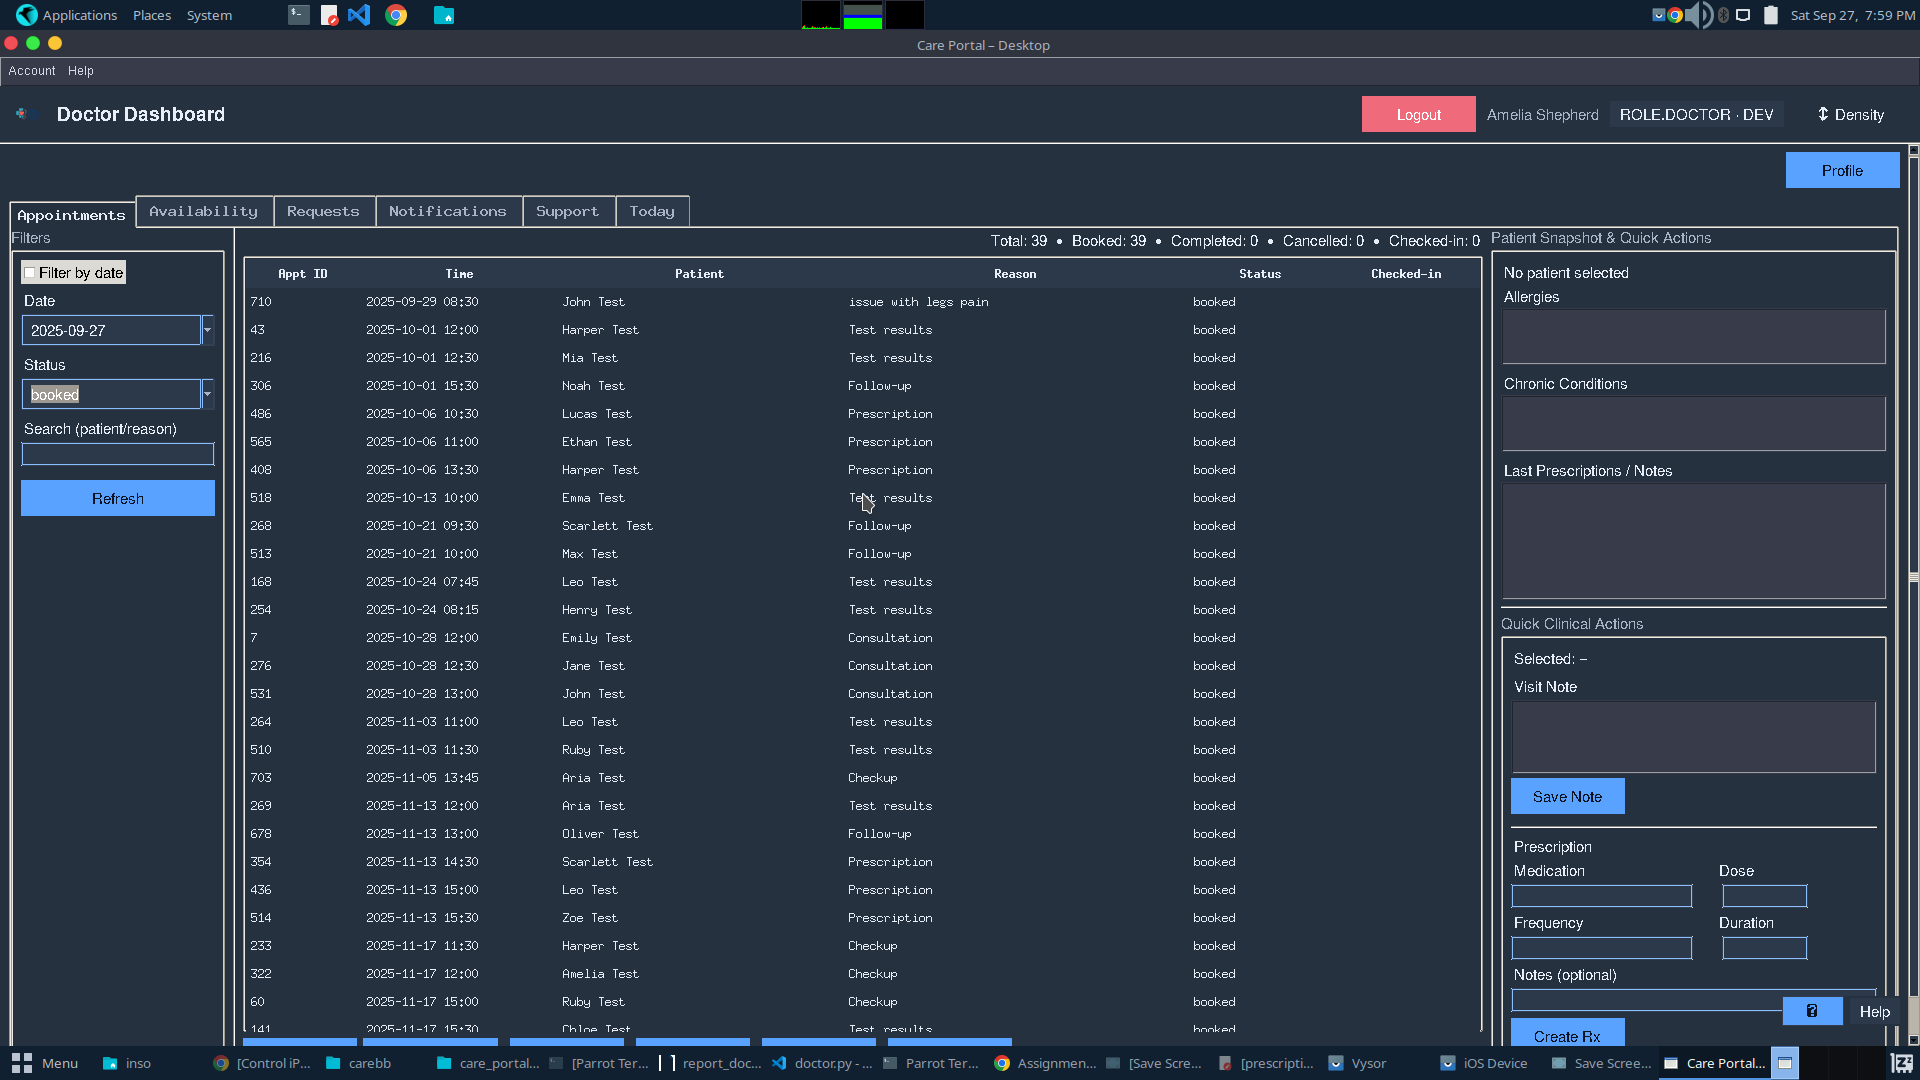 Applications Places System Sat Sep 27, 7:59 PM
Care Portal – Desktop
Account Help
Doctor Dashboard Logout Amelia Shepherd ROLE.DOCTOR · DEV ↕ Density
Profile
Appointments Availability Requests Notifications Support Today
Filters
Filter by date
Date
2025-09-27
Status
booked
Search (patient/reason)
Refresh
Total: 39 • Booked: 39 • Completed: 0 • Cancelled: 0 • Checked-in: 0
Appt ID Time Patient Reason Status Checked-in
710 2025-09-29 08:30 John Test issue with legs pain booked
43 2025-10-01 12:00 Harper Test Test results booked
216 2025-10-01 12:30 Mia Test Test results booked
306 2025-10-01 15:30 Noah Test Follow-up booked
486 2025-10-06 10:30 Lucas Test Prescription booked
565 2025-10-06 11:00 Ethan Test Prescription booked
408 2025-10-06 13:30 Harper Test Prescription booked
518 2025-10-13 10:00 Emma Test Test results booked
268 2025-10-21 09:30 Scarlett Test Follow-up booked
513 2025-10-21 10:00 Max Test Follow-up booked
168 2025-10-24 07:45 Leo Test Test results booked
254 2025-10-24 08:15 Henry Test Test results booked
7 2025-10-28 12:00 Emily Test Consultation booked
276 2025-10-28 12:30 Jane Test Consultation booked
531 2025-10-28 13:00 John Test Consultation booked
264 2025-11-03 11:00 Leo Test Test results booked
510 2025-11-03 11:30 Ruby Test Test results booked
703 2025-11-05 13:45 Aria Test Checkup booked
269 2025-11-13 12:00 Aria Test Test results booked
678 2025-11-13 13:00 Oliver Test Follow-up booked
354 2025-11-13 14:30 Scarlett Test Prescription booked
436 2025-11-13 15:00 Leo Test Prescription booked
514 2025-11-13 15:30 Zoe Test Prescription booked
233 2025-11-17 11:30 Harper Test Checkup booked
322 2025-11-17 12:00 Amelia Test Checkup booked
60 2025-11-17 15:00 Ruby Test Checkup booked
141 2025-11-17 15:30 Chloe Test Test results booked
Patient Snapshot & Quick Actions
No patient selected
Allergies
Chronic Conditions
Last Prescriptions / Notes
Quick Clinical Actions
Selected: –
Visit Note
Save Note
Prescription
Medication Dose
Frequency Duration
Notes (optional)
? Help
Create Rx
Menu inso [Control iP... carebb care_portal... [Parrot Ter... report_doc... doctor.py - ... Parrot Ter... Assignmen... [Save Scre... [prescripti... Vysor iOS Device Save Scree... Care Portal...